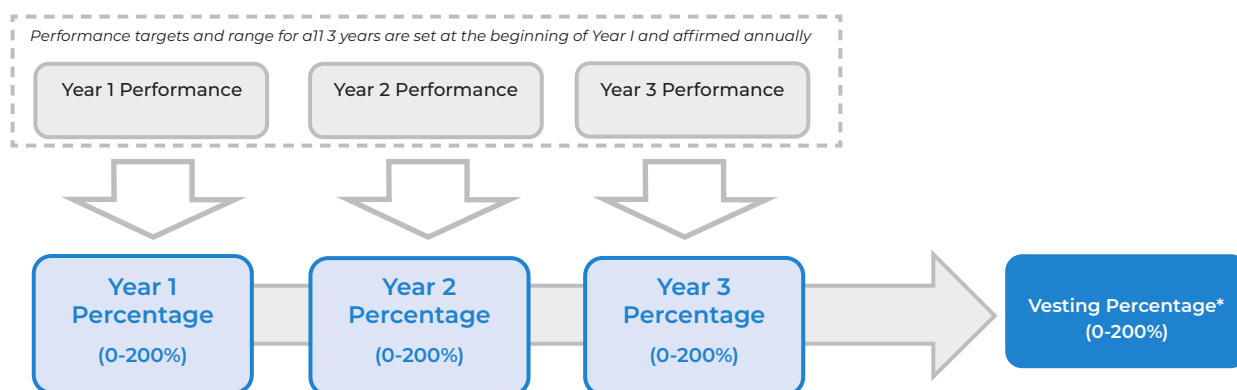 Performance targets and range for a11 3 years are set at the beginning of Year I and affirmed annually
Year 1 Performance
Year 2 Performance
Year 3 Performance
Year 1
Percentage
(0-200%)
Year 2
Percentage
(0-200%)
Year 3
Percentage
(0-200%)
Vesting Percentage*
(0-200%)